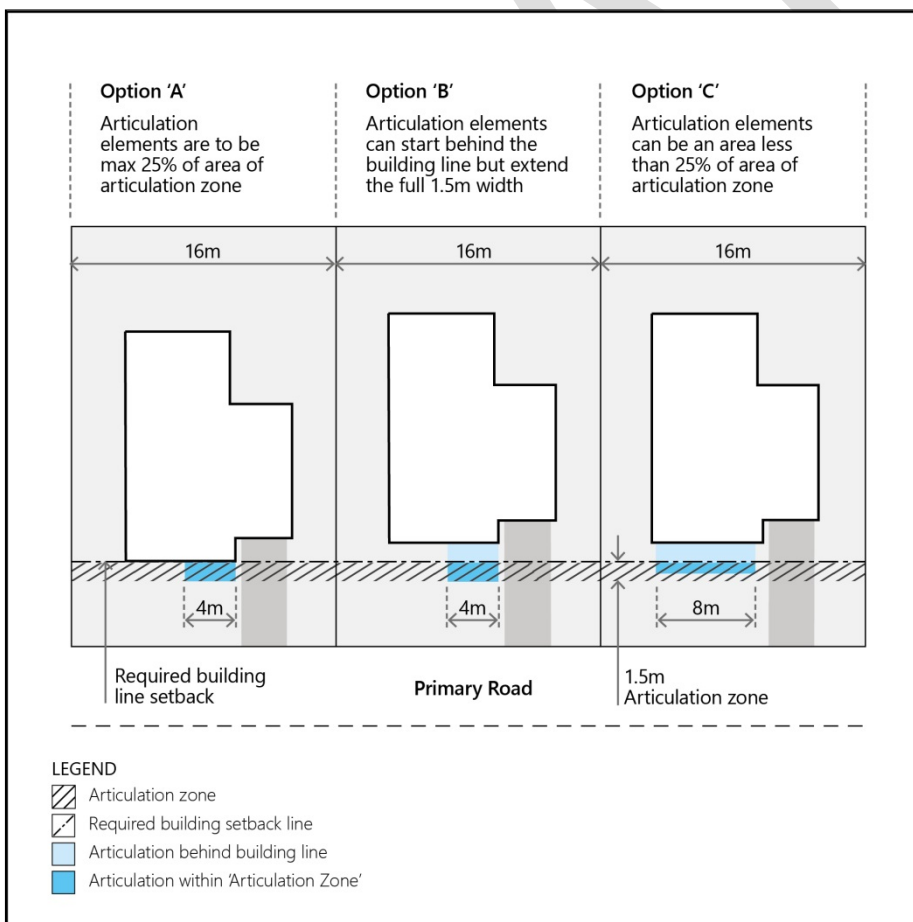 Option ‘A’
Articulation
elements are to be
max 25% of area of
articulation zone
Option ‘B’
Articulation elements
can start behind the
building line but extend
the full 1.5m width
Option ‘C’
Articulation elements
can be an area less
than 25% of area of
articulation zone
16m
16m
16m
4m
4m
8m
Required building
line setback
Primary Road
1.5m
Articulation zone
LEGEND
Articulation zone
Required building setback line
Articulation behind building line
Articulation within ‘Articulation Zone’